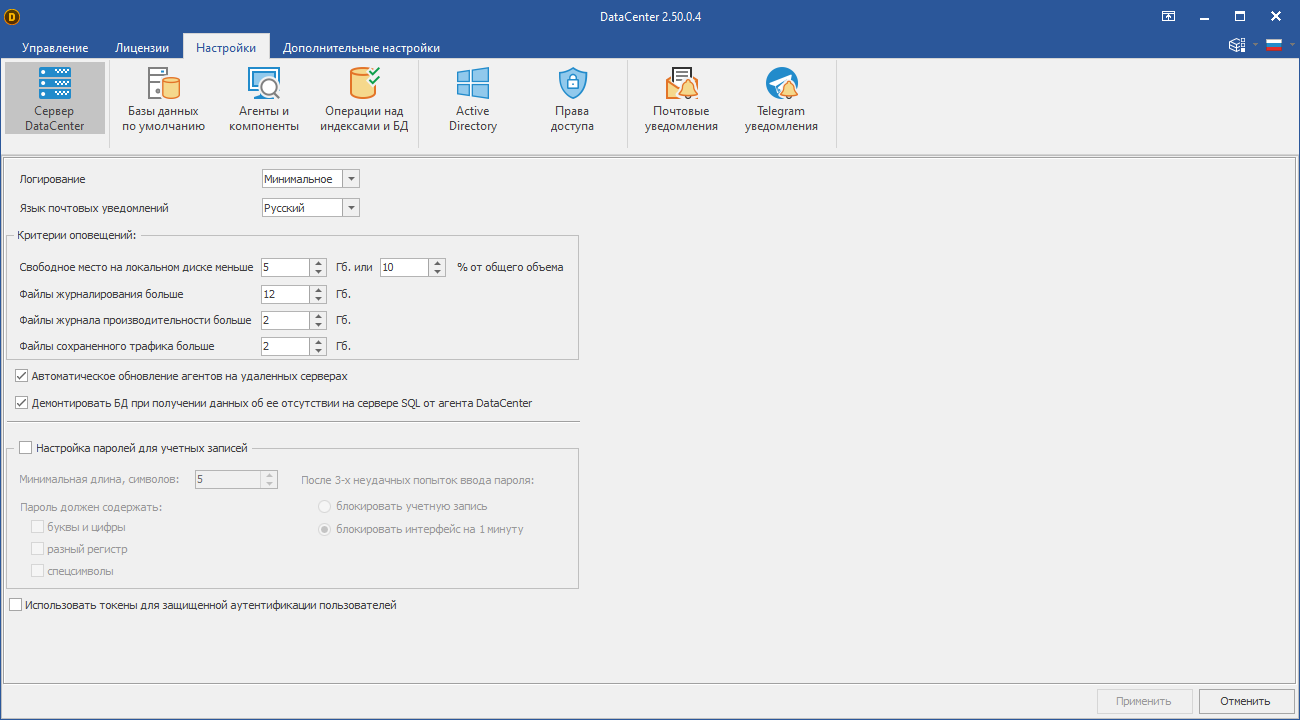 D
DataCenter 2.50.0.4
Управление Лицензии Настройки Дополнительные настройки
Сервер DataCenter
Базы данных по умолчанию
Агенты и компоненты
Операции над индексами и БД
Active Directory
Права доступа
Почтовые уведомления
Telegram уведомления
Логирование Минимальное
Язык почтовых уведомлений Русский
Критерии оповещений:
Свободное место на локальном диске меньше 5 Гб. или 10 % от общего объема
Файлы журналирования больше 12 Гб.
Файлы журнала производительности больше 2 Гб.
Файлы сохраненного трафика больше 2 Гб.
Автоматическое обновление агентов на удаленных серверах
Демонтировать БД при получении данных об ее отсутствии на сервере SQL от агента DataCenter
Настройка паролей для учетных записей
Минимальная длина, символов: 5
Пароль должен содержать:
буквы и цифры
разный регистр
спецсимволы
После 3-х неудачных попыток ввода пароля:
блокировать учетную запись
блокировать интерфейс на 1 минуту
Использовать токены для защищенной аутентификации пользователей
Применить Отменить